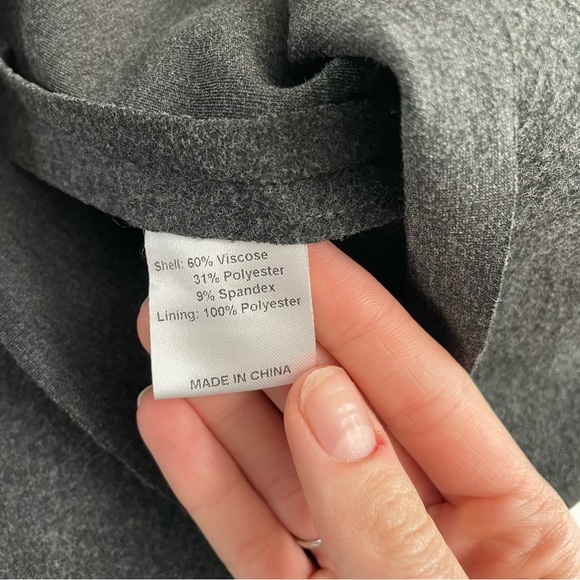 Shell: 60% Viscose
31% Polyester
9% Spandex
Lining: 100% Polyester
MADE IN CHINA